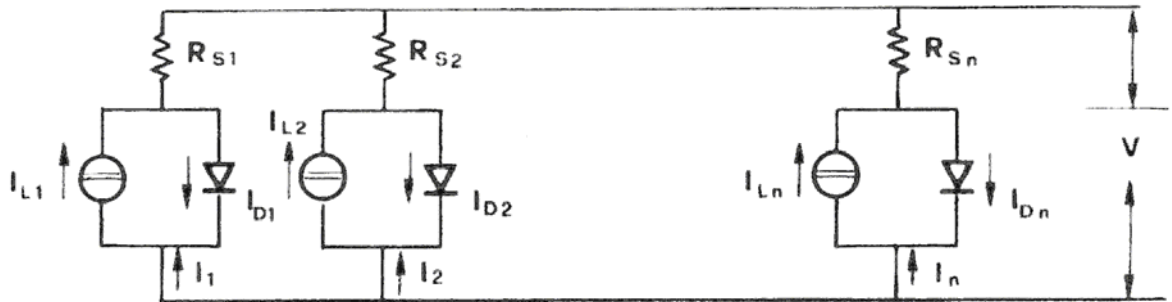 R S1
R S2
R Sn
I L2
V
I L1
I D1
I D2
I Ln
I Dn
I 1
I 2
I n